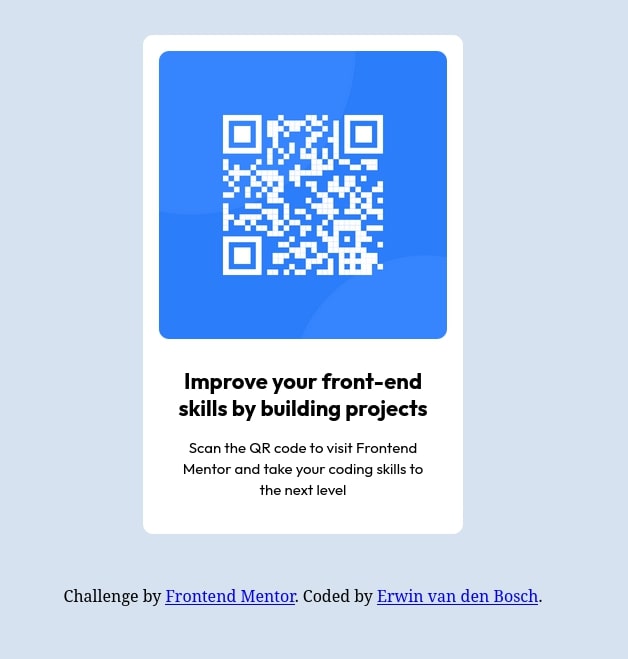 Improve your front-end
skills by building projects
Scan the QR code to visit Frontend
Mentor and take your coding skills to
the next level
Challenge by Frontend Mentor. Coded by Erwin van den Bosch.